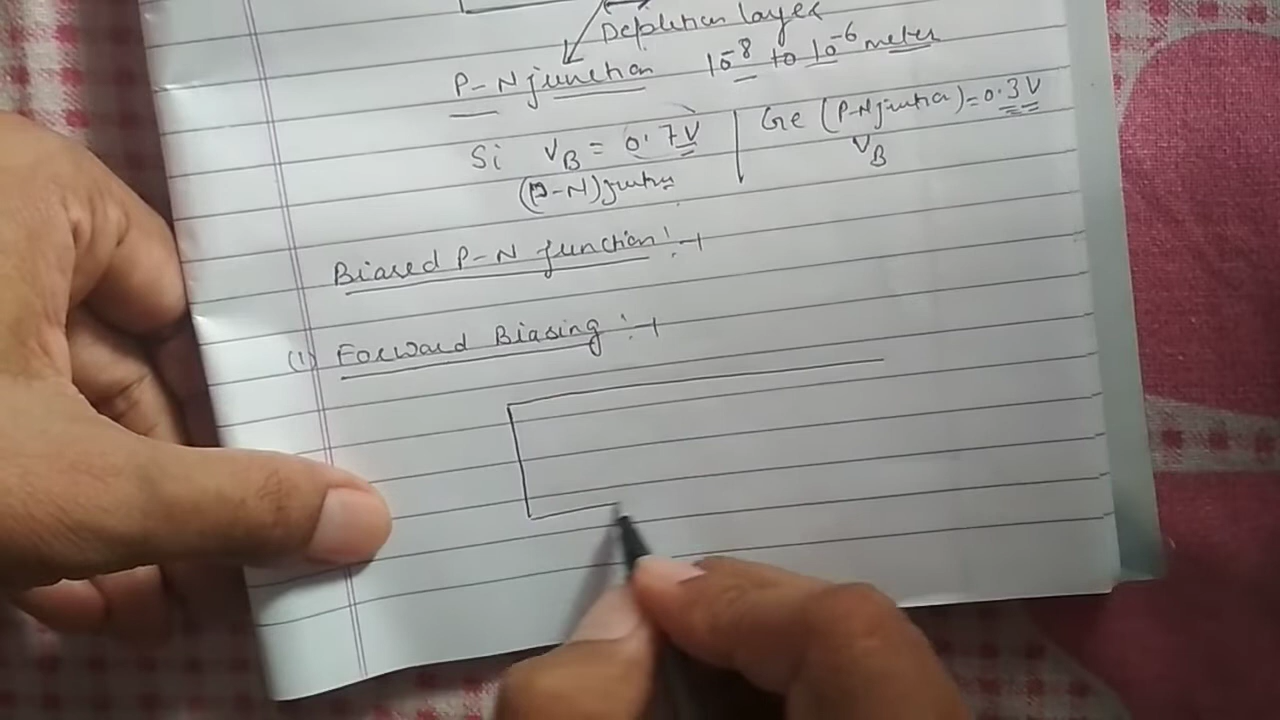 Depletion layer
P-N junction 10⁻⁸ to 10⁻⁶ meter
Si V_B = 0.7V | Ge (P-N junction) = 0.3V
(P-N) junction V_B
Biased P-N junction :-
(1) Forward Biasing :-